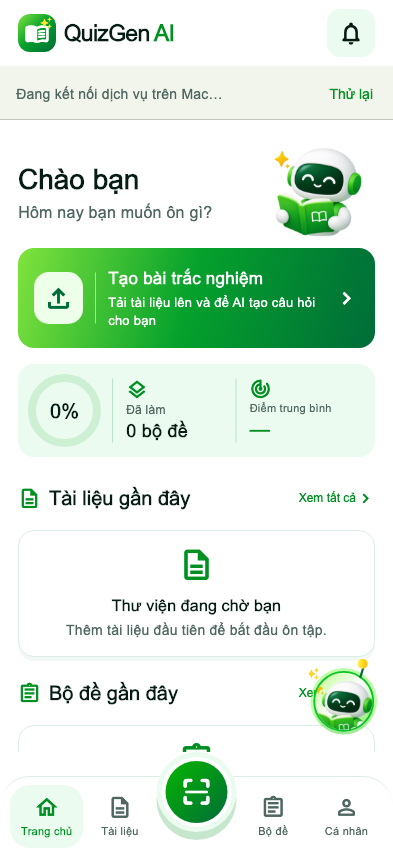 QuizGen AI
Đang kết nối dịch vụ trên Mac...
Thử lại
Chào bạn
Hôm nay bạn muốn ôn gì?
Tạo bài trắc nghiệm
Tải tài liệu lên và để AI tạo câu hỏi
cho bạn
0%
Đã làm
0 bộ đề
Điểm trung bình
—
Tài liệu gần đây
Xem tất cả
Thư viện đang chờ bạn
Thêm tài liệu đầu tiên để bắt đầu ôn tập.
Bộ đề gần đây
Trang chủ
Tài liệu
Bộ đề
Cá nhân